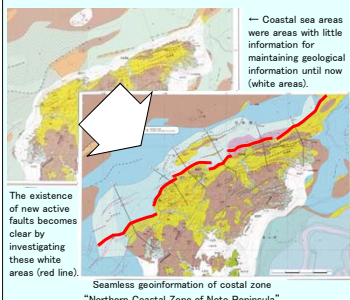 ← Coastal sea areas
were areas with little
information for
maintaining geological
information until now
(white areas).
The existence
of new active
faults becomes
clear by
investigating
these white
areas (red line).
Seamless geoinformation of costal zone
"Northern Coastal Zone of Noto Peninsula"